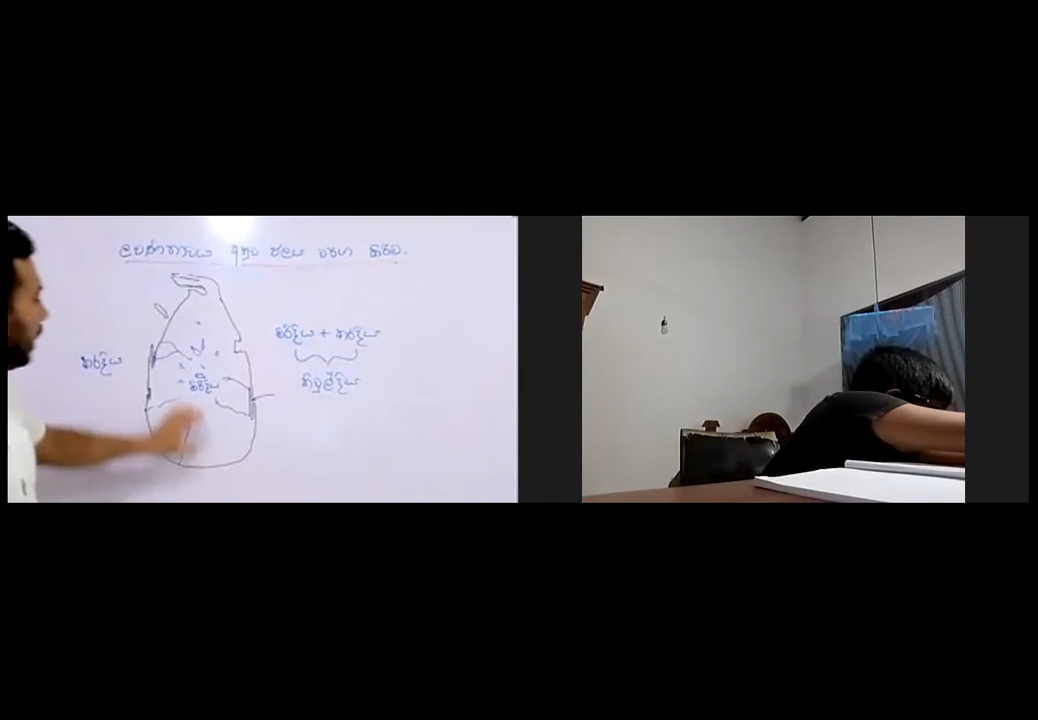 ලවණතාවය අනුව ජලය වර්ග කිරීම.
මිරිදිය + කරදිය
කරදිය
කිවුල්දිය
මිරිදිය